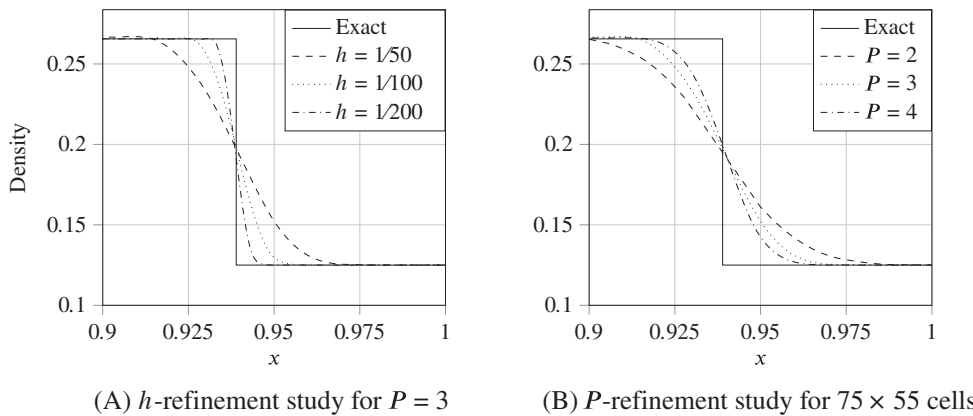 Density
0.25
0.2
0.15
0.1
0.9
0.925
0.95
0.975
1
x
Exact
h = 1/50
h = 1/100
h = 1/200
(A) h-refinement study for P = 3
0.25
0.2
0.15
0.1
0.9
0.925
0.95
0.975
1
x
Exact
P = 2
P = 3
P = 4
(B) P-refinement study for 75 × 55 cells